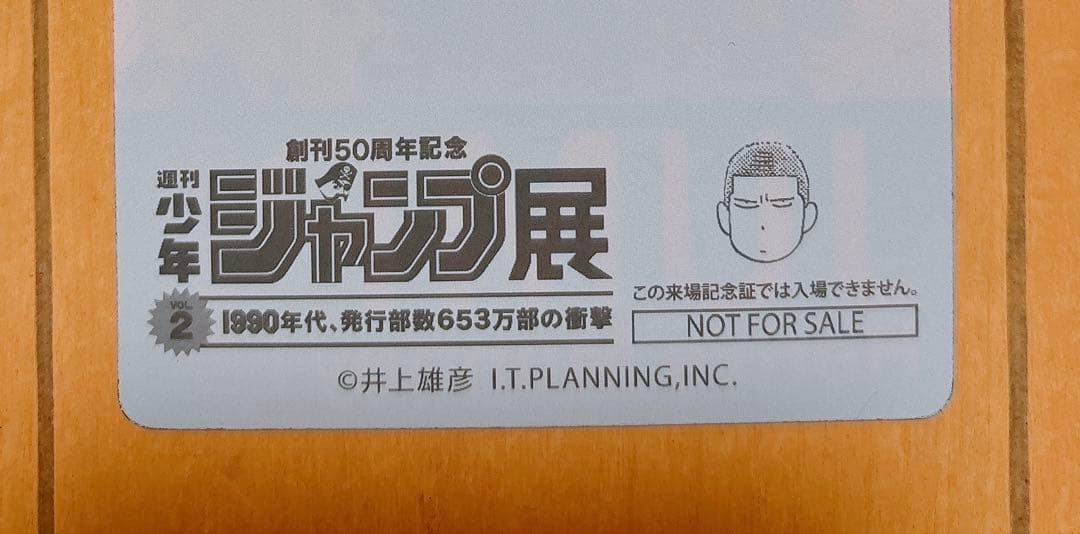 創刊50周年記念
週刊少年ジャンプ展
VOL.2
1990年代、発行部数653万部の衝撃
この来場記念証では入場できません。
NOT FOR SALE
©井上雄彦 I.T.PLANNING,INC.